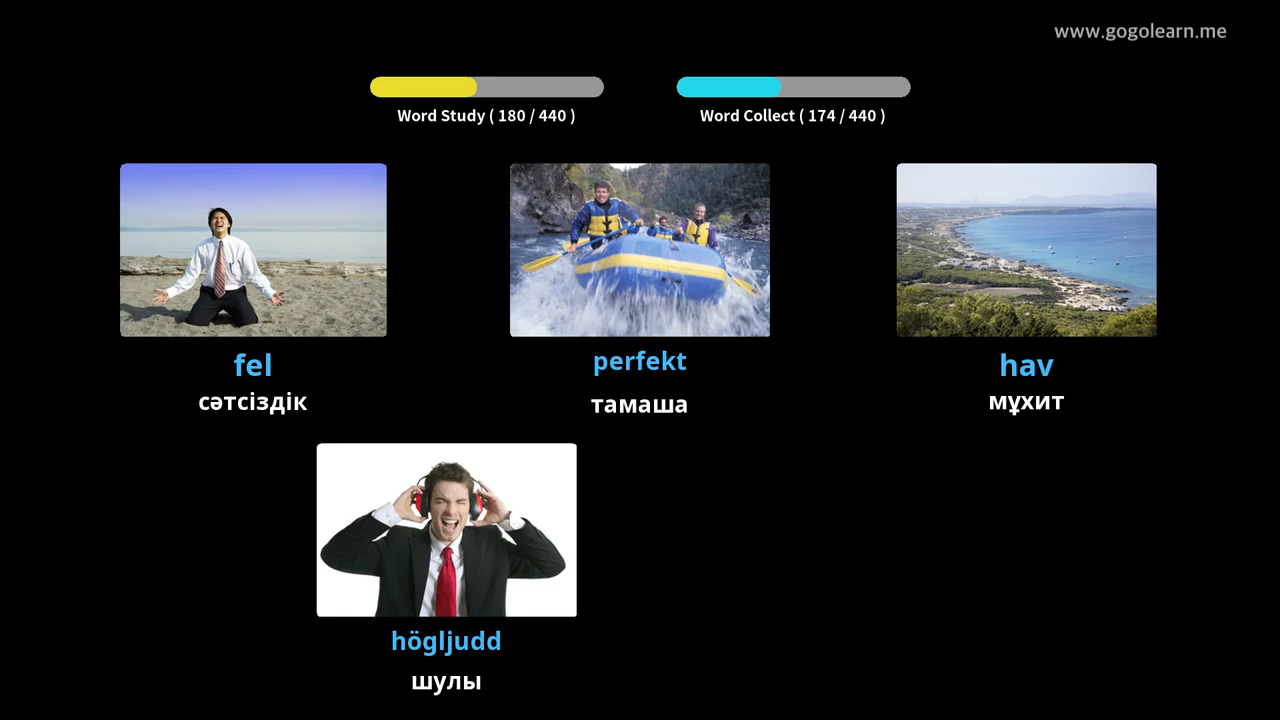 www.gogolearn.me
Word Study ( 180 / 440 )
Word Collect ( 174 / 440 )
fel
сәтсіздік
perfekt
тамаша
hav
мұхит
högljudd
шулы